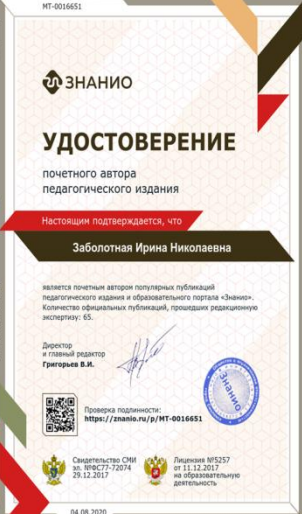 МТ-0016651
ЗНАНИО
УДОСТОВЕРЕНИЕ
почетного автора
педагогического издания
Настоящим подтверждается, что
Заболотная Ирина Николаевна
является почетным автором популярных публикаций
педагогического издания и образовательного портала «Знанио».
Количество официальных публикаций, прошедших редакционную
экспертизу: 65.
Директор
и главный редактор
Григорьев В.И.
знанио
Проверка подлинности:
https://znanio.ru/p/МТ-0016651
Свидетельство СМИ
эл. №ФС77-72074
29.12.2017
Лицензия №5257
от 11.12.2017
на образовательную
деятельность
04.08.2020